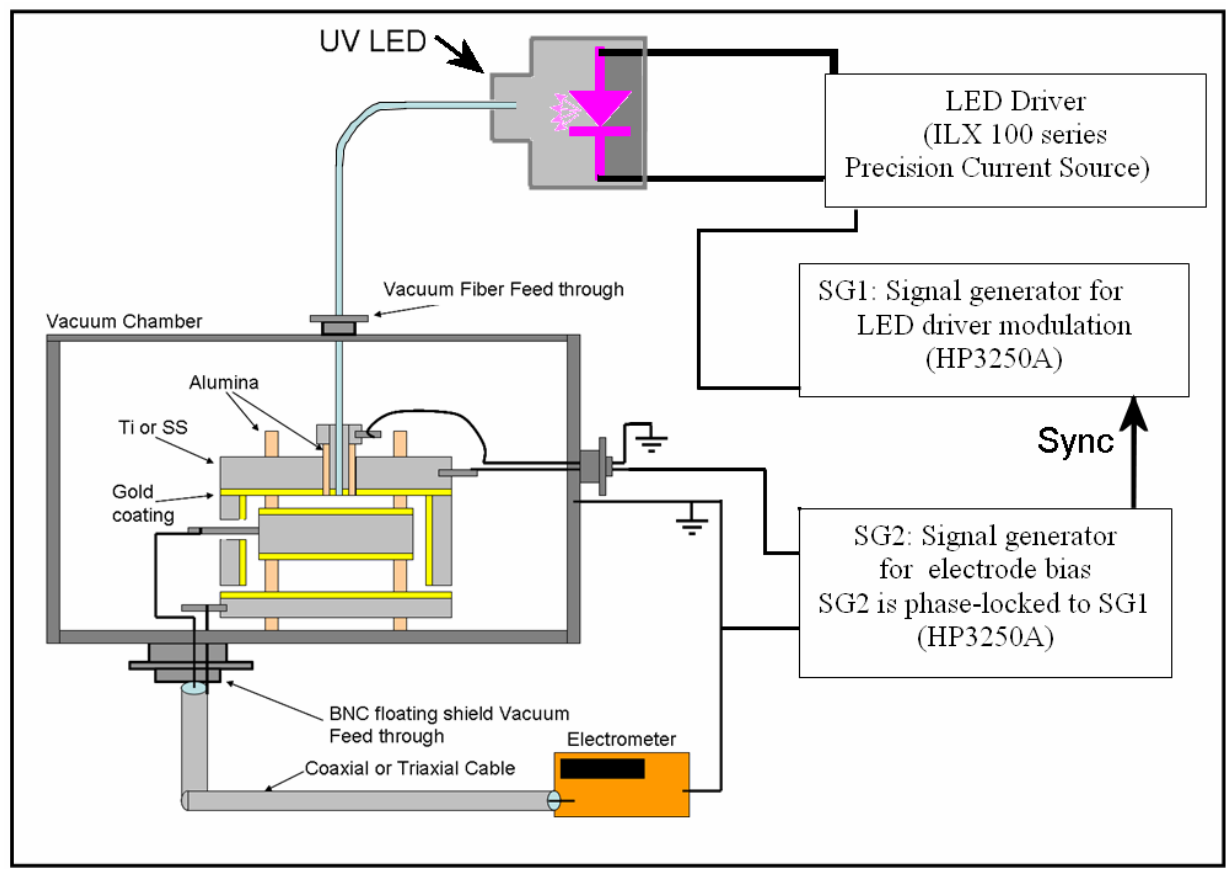 UV LED
LED Driver
(ILX 100 series
Precision Current Source)
Vacuum Fiber Feed through
SG1: Signal generator for
LED driver modulation
(HP3250A)
Vacuum Chamber
Alumina
Ti or SS
Sync
Gold
coating
SG2: Signal generator
for electrode bias
SG2 is phase-locked to SG1
(HP3250A)
BNC floating shield Vacuum
Feed through
Electrometer
Coaxial or Triaxial Cable